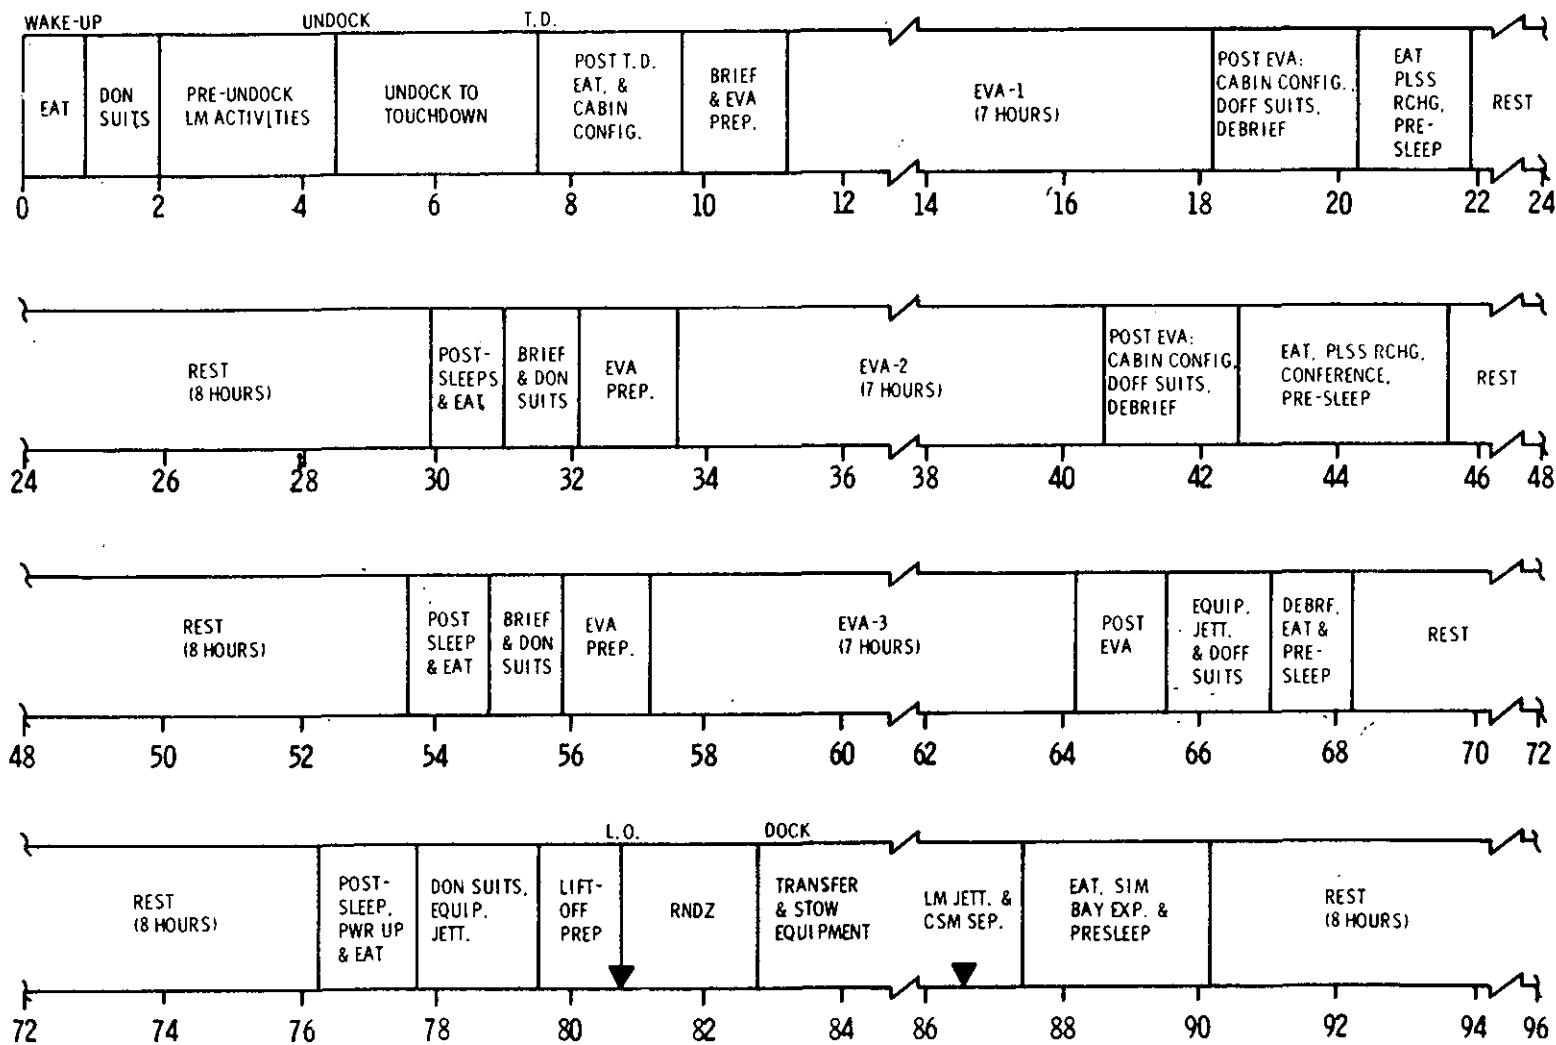 WAKE-UP UNDOCK T.D.
EAT
DON
SUITS
PRE-UNDOCK
LM ACTIVITIES
UNDOCK TO
TOUCHDOWN
POST T.D.
EAT, &
CABIN
CONFIG.
BRIEF
& EVA
PREP.
EVA-1
(7 HOURS)
POST EVA:
CABIN CONFIG.,
DOFF SUITS,
DEBRIEF
EAT
PLSS
RCHG,
PRE-
SLEEP
REST
0 2 4 6 8 10 12 14 16 18 20 22 24
REST
(8 HOURS)
POST-
SLEEPS
& EAT
BRIEF
& DON
SUITS
EVA
PREP.
EVA-2
(7 HOURS)
POST EVA:
CABIN CONFIG,
DOFF SUITS,
DEBRIEF
EAT, PLSS RCHG,
CONFERENCE,
PRE-SLEEP
REST
24 26 28 30 32 34 36 38 40 42 44 46 48
REST
(8 HOURS)
POST
SLEEP
& EAT
BRIEF
& DON
SUITS
EVA
PREP.
EVA-3
(7 HOURS)
POST
EVA
EQUIP.
JETT.
& DOFF
SUITS
DEBRF,
EAT &
PRE-
SLEEP
REST
48 50 52 54 56 58 60 62 64 66 68 70 72
L.O. DOCK
REST
(8 HOURS)
POST-
SLEEP,
PWR UP
& EAT
DON SUITS,
EQUIP.
JETT.
LIFT-
OFF
PREP
RNDZ
TRANSFER
& STOW
EQUIPMENT
LM JETT. &
CSM SEP.
EAT, SIM
BAY EXP. &
PRESLEEP
REST
(8 HOURS)
72 74 76 78 80 82 84 86 88 90 92 94 96